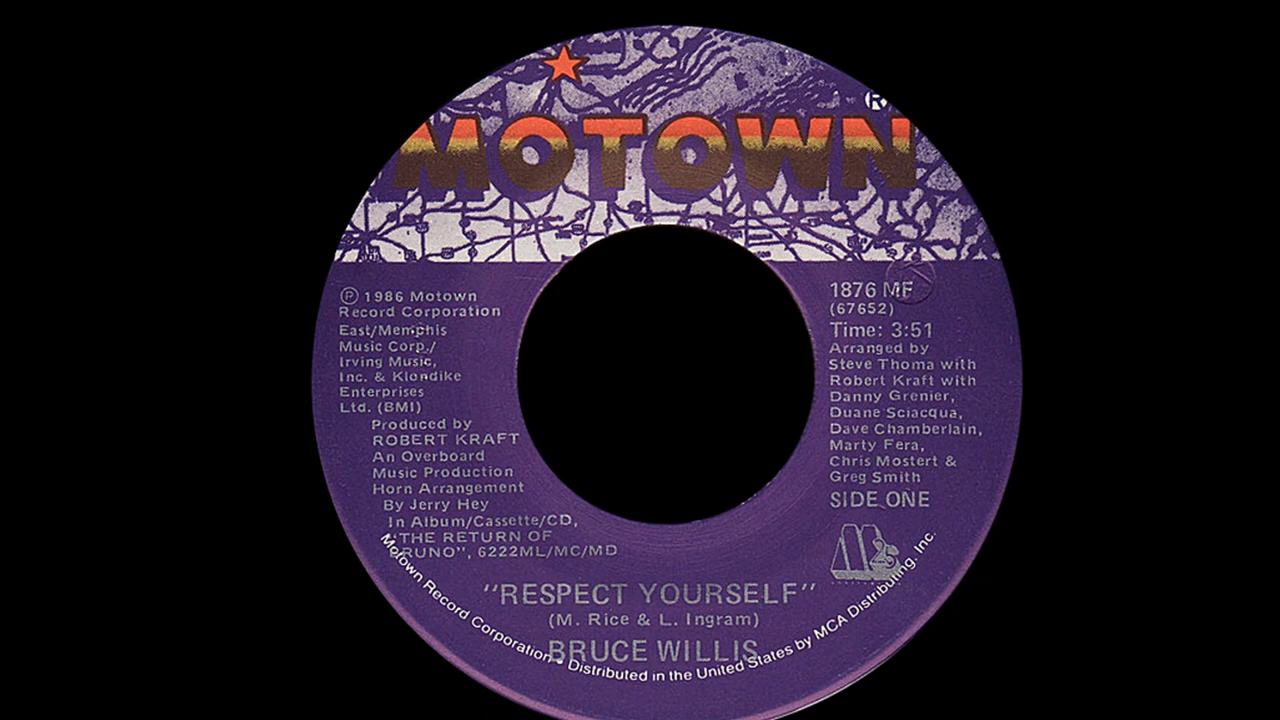 MOTOWN
®
℗ 1986 Motown
Record Corporation
East/Memphis
Music Corp./
Irving Music,
Inc. & Klondike
Enterprises
Ltd. (BMI)
Produced by
ROBERT KRAFT
An Overboard
Music Production
Horn Arrangement
By Jerry Hey
In Album/Cassette/CD,
"THE RETURN OF
BRUNO", 6222ML/MC/MD
1876 MF
(67652)
Time: 3:51
Arranged by
Steve Thoma with
Robert Kraft with
Danny Grenier,
Duane Sciacqua,
Dave Chamberlain,
Marty Fera,
Chris Mostert &
Greg Smith
SIDE ONE
M
"RESPECT YOURSELF"
(M. Rice & L. Ingram)
BRUCE WILLIS
Motown Record Corporation • Distributed in the United States by MCA Distributing, Inc.